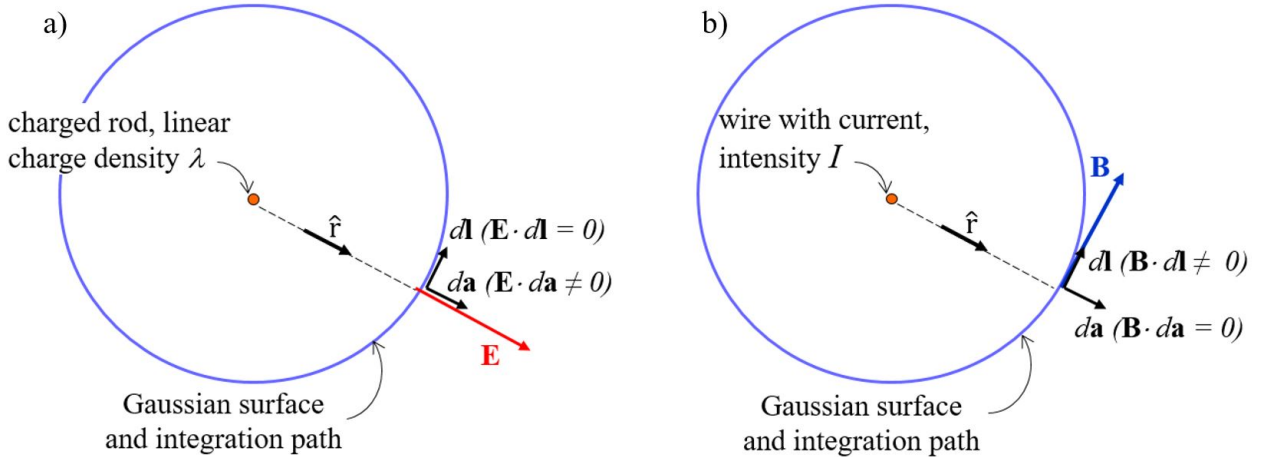 a)
charged rod, linear
charge density λ
r̂
dl (E · dl = 0)
da (E · da ≠ 0)
E
Gaussian surface
and integration path
b)
wire with current,
intensity I
B
r̂
dl (B · dl ≠ 0)
da (B · da = 0)
Gaussian surface
and integration path